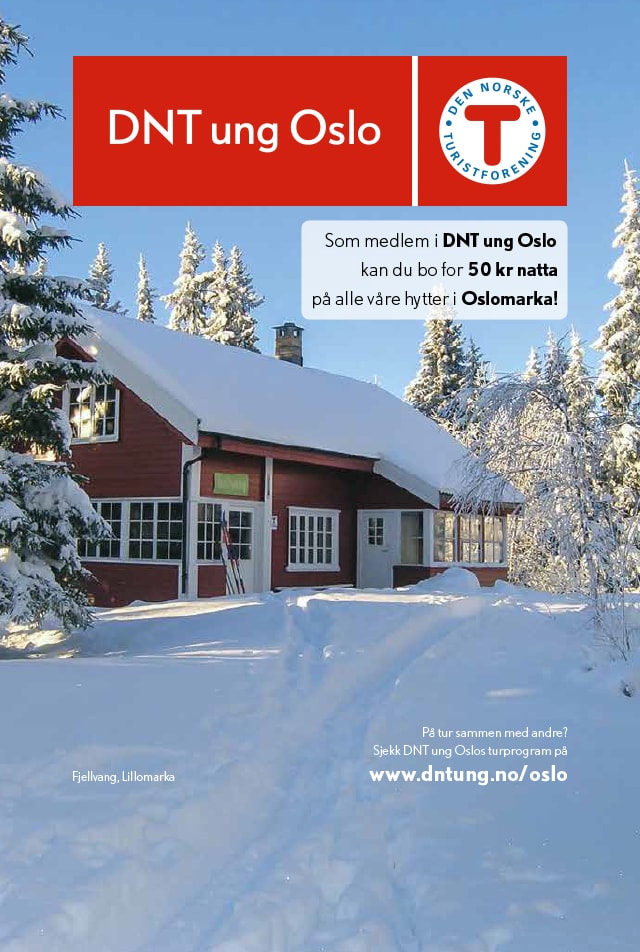 DNT ung Oslo
DEN NORSKE
TURISTFORENING
T
Som medlem i DNT ung Oslo
kan du bo for 50 kr natta
på alle våre hytter i Oslomarka!
På tur sammen med andre?
Sjekk DNT ung Oslos turprogram på
www.dntung.no/oslo
Fjellvang, Lillomarka